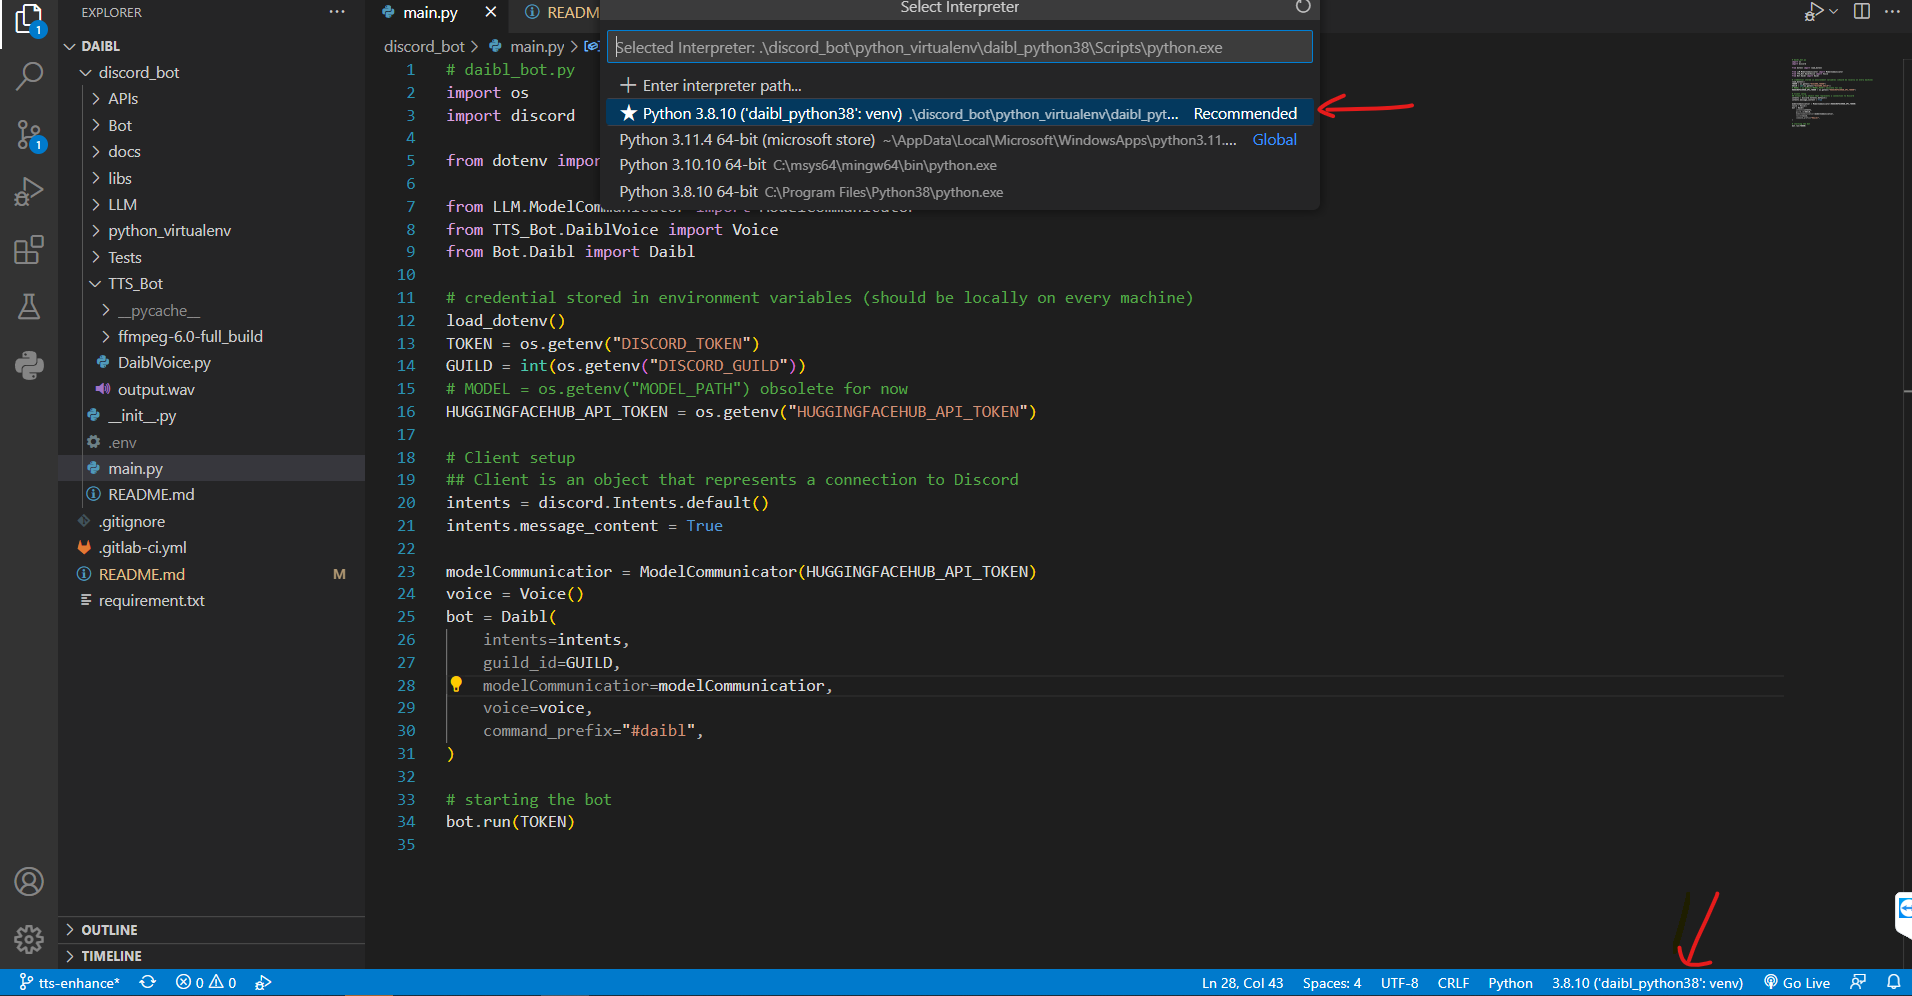 EXPLORER
main.py
READM
Select Interpreter
DAIBL
discord_bot > main.py >
Selected Interpreter: .\discord_bot\python_virtualenv\daibl_python38\Scripts\python.exe
Enter interpreter path...
Python 3.8.10 ('daibl_python38': venv) .\discord_bot\python_virtualenv\daibl_pyt... Recommended
Python 3.11.4 64-bit (microsoft store) ~\AppData\Local\Microsoft\WindowsApps\python3.11.... Global
Python 3.10.10 64-bit C:\msys64\mingw64\bin\python.exe
Python 3.8.10 64-bit C:\Program Files\Python38\python.exe
discord_bot
APIs
Bot
docs
libs
LLM
python_virtualenv
Tests
TTS_Bot
__pycache__
ffmpeg-6.0-full_build
DaiblVoice.py
output.wav
__init__.py
.env
main.py
README.md
.gitignore
.gitlab-ci.yml
README.md M
requirement.txt
1 # daibl_bot.py
2 import os
3 import discord
4
5 from dotenv impor
6
7 from LLM.ModelCommunicator import ModelCommunicator
8 from TTS_Bot.DaiblVoice import Voice
9 from Bot.Daibl import Daibl
10
11 # credential stored in environment variables (should be locally on every machine)
12 load_dotenv()
13 TOKEN = os.getenv("DISCORD_TOKEN")
14 GUILD = int(os.getenv("DISCORD_GUILD"))
15 # MODEL = os.getenv("MODEL_PATH") obsolete for now
16 HUGGINGFACEHUB_API_TOKEN = os.getenv("HUGGINGFACEHUB_API_TOKEN")
17
18 # Client setup
19 ## Client is an object that represents a connection to Discord
20 intents = discord.Intents.default()
21 intents.message_content = True
22
23 modelCommunicatior = ModelCommunicator(HUGGINGFACEHUB_API_TOKEN)
24 voice = Voice()
25 bot = Daibl(
26 intents=intents,
27 guild_id=GUILD,
28 modelCommunicatior=modelCommunicatior,
29 voice=voice,
30 command_prefix="#daibl",
31 )
32
33 # starting the bot
34 bot.run(TOKEN)
35
OUTLINE
TIMELINE
1
1
tts-enhance* 0 0 Ln 28, Col 43 Spaces: 4 UTF-8 CRLF Python 3.8.10 ('daibl_python38': venv) Go Live